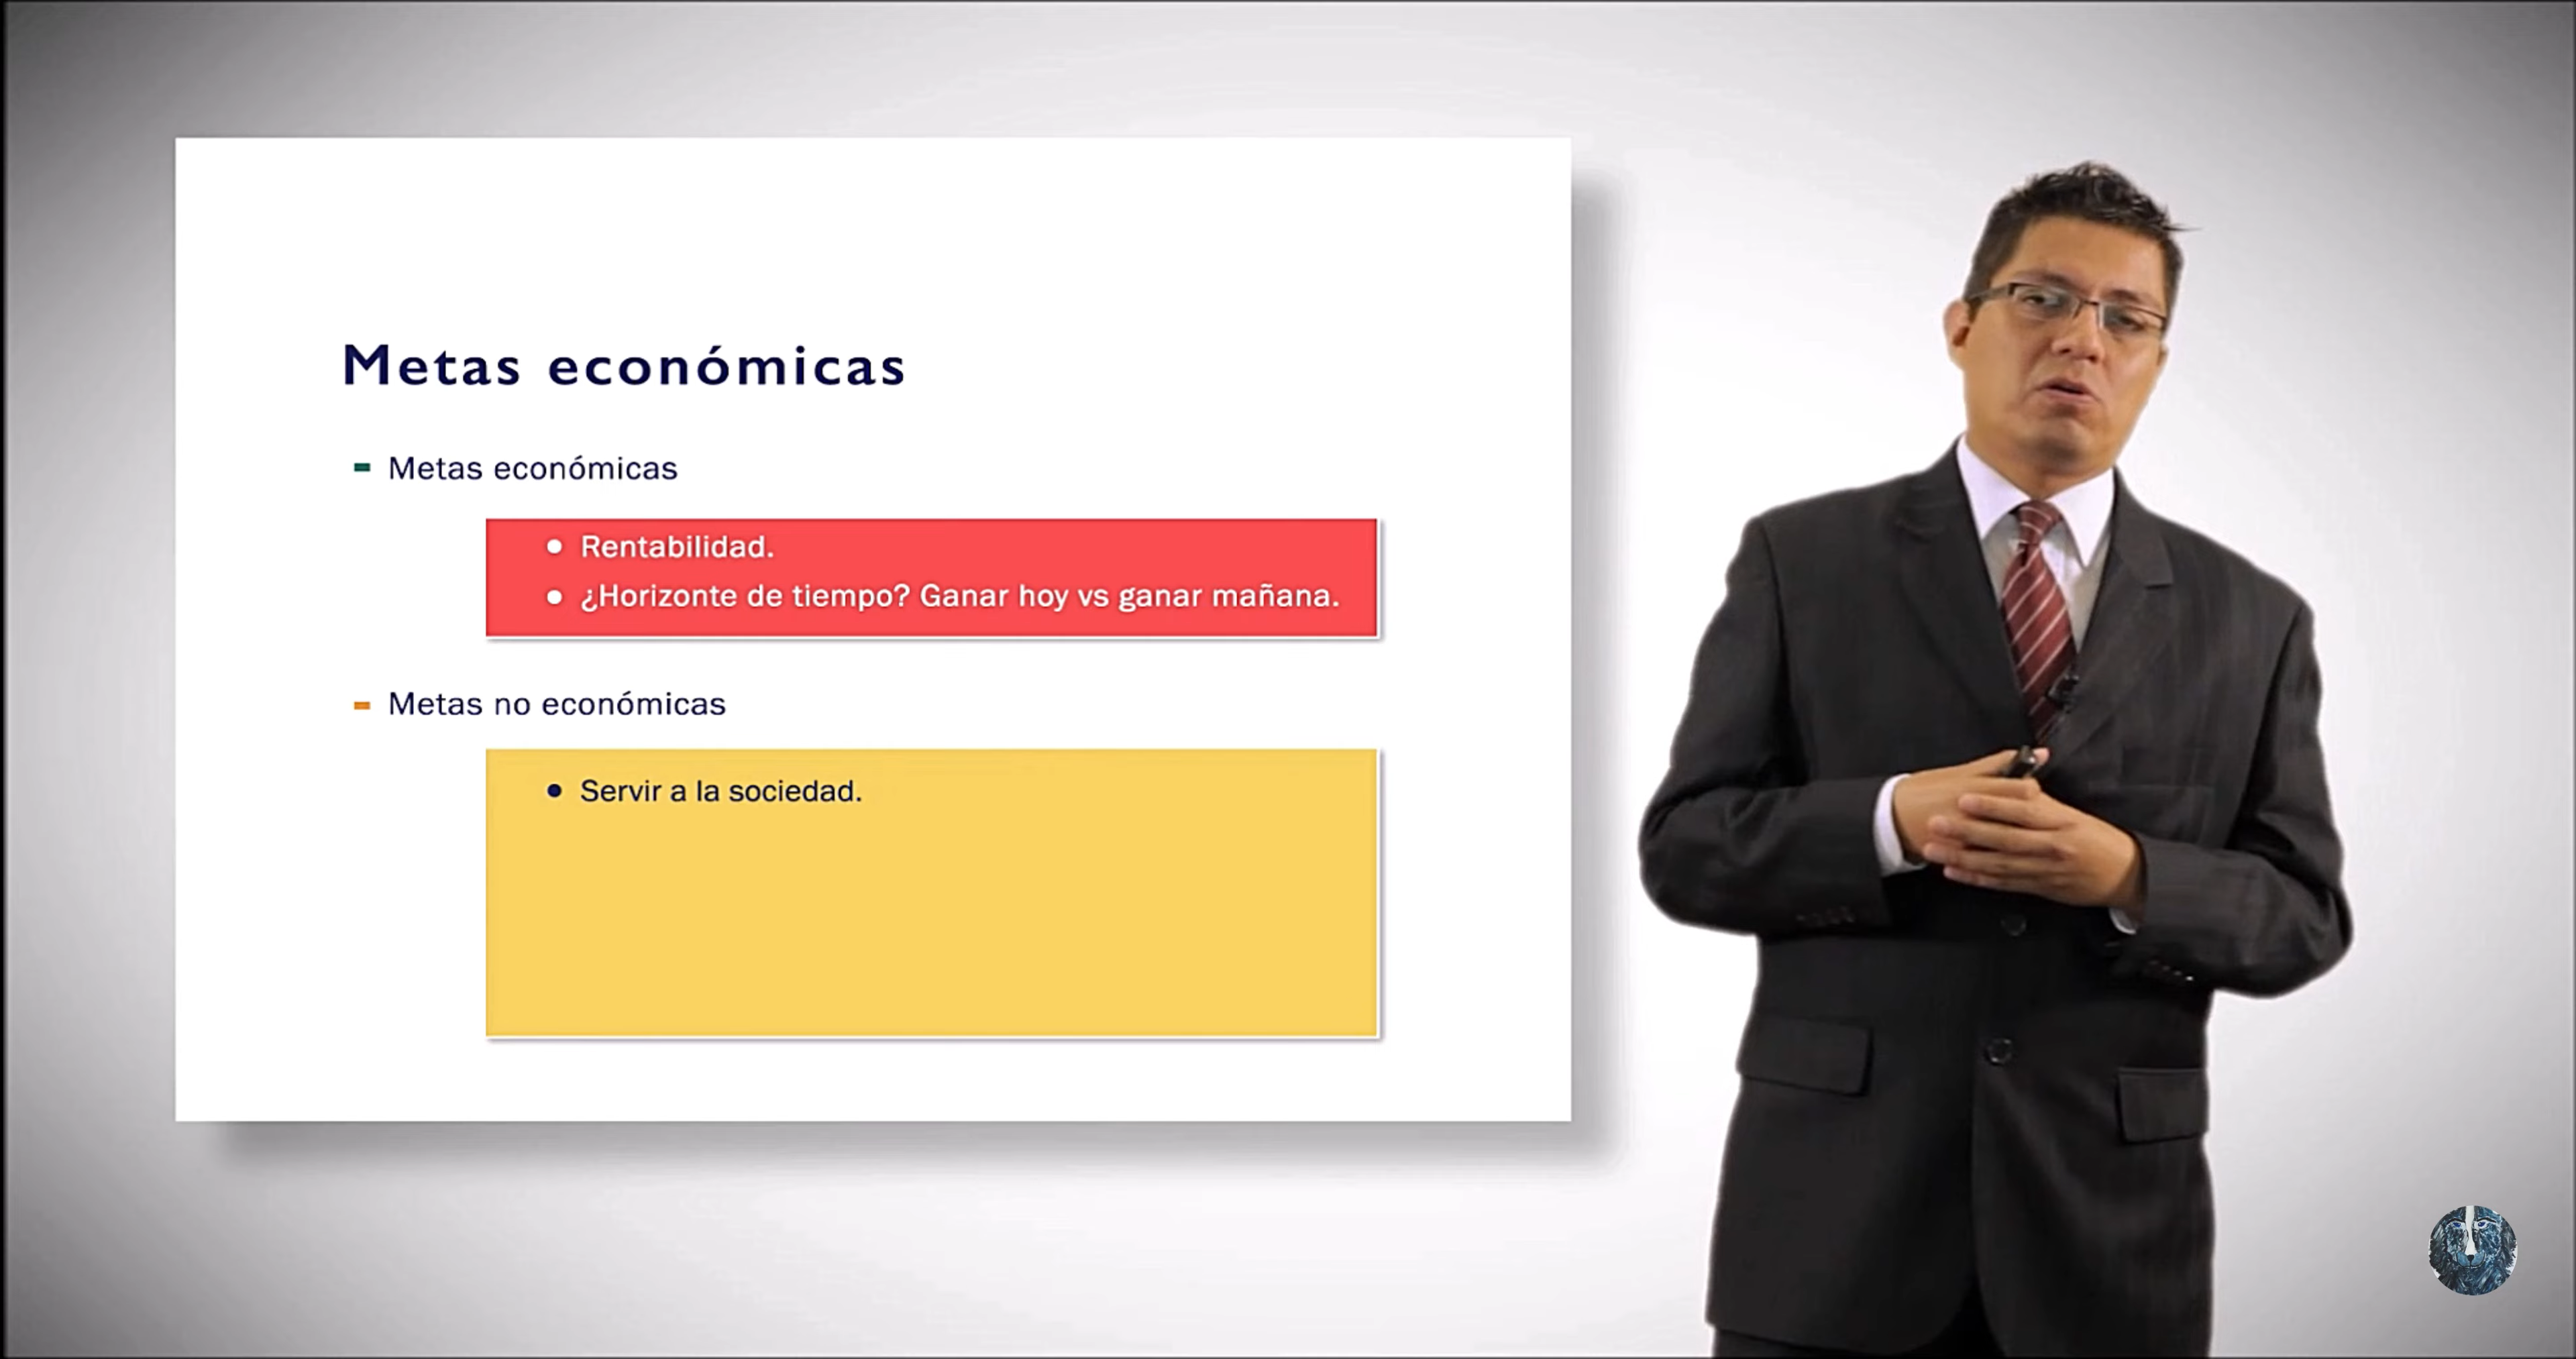 Metas económicas
Metas económicas
Rentabilidad.
¿Horizonte de tiempo? Ganar hoy vs ganar mañana.
Metas no económicas
Servir a la sociedad.